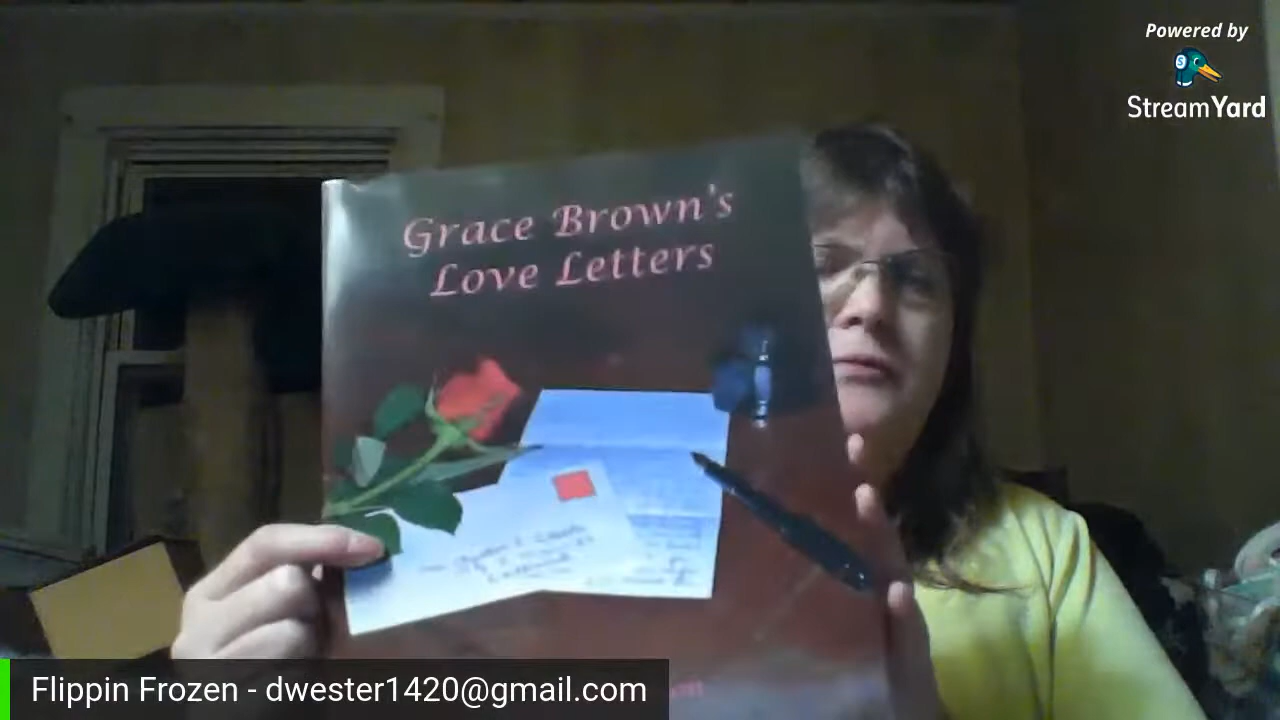 Powered by
StreamYard
Grace Brown's
Love Letters
Flippin Frozen - dwester1420@gmail.com